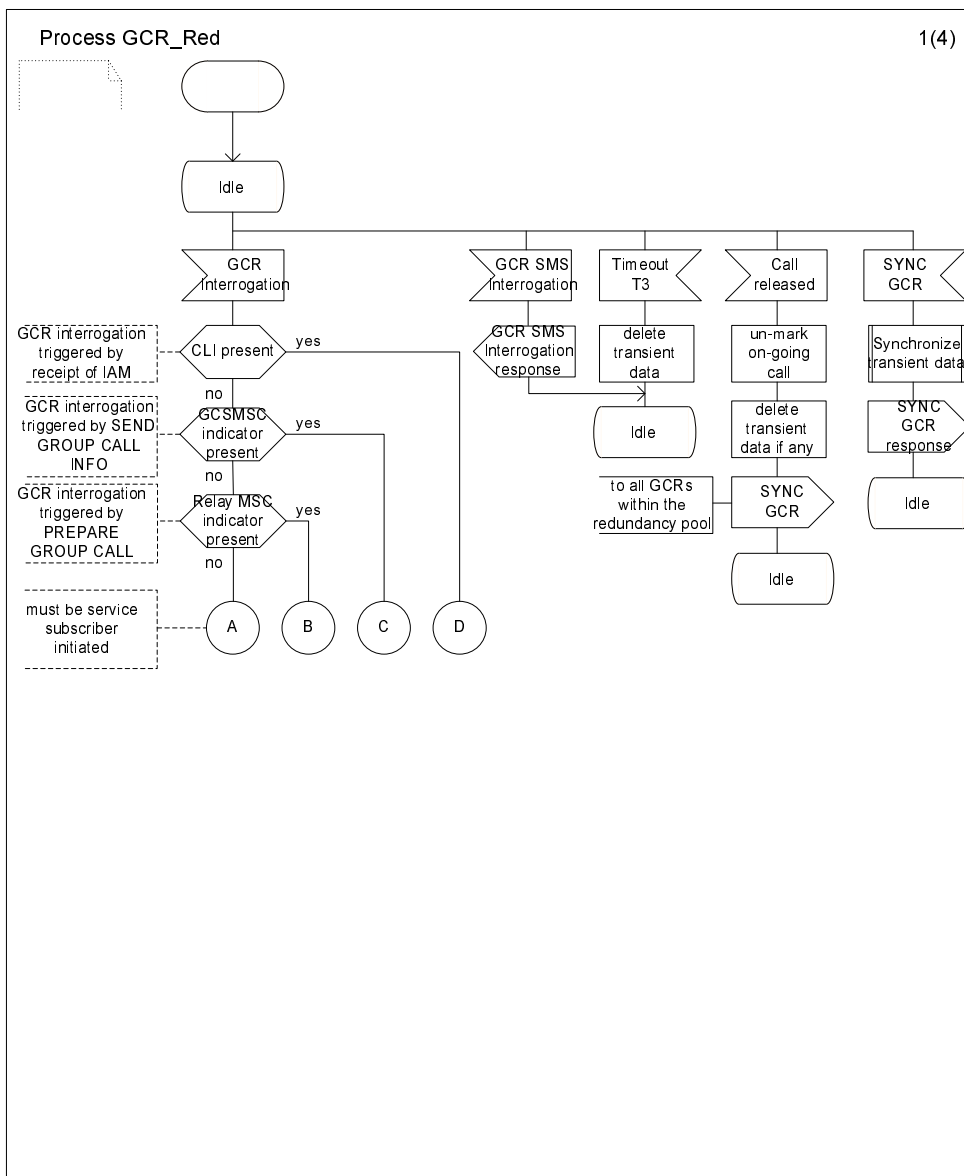 Process GCR_Red
1(4)
Idle
GCR
Interrogation
GCR SMS
Interrogation
Timeout
T3
Call
released
SYNC
GCR
GCR interrogation
triggered by
receipt of IAM
CLI present
yes
no
GCR SMS
Interrogation
response
delete
transient
data
un-mark
on-going
call
Synchronize
transient data
GCR interrogation
triggered by SEND
GROUP CALL
INFO
GCSMSC
indicator
present
yes
no
Idle
delete
transient
data if any
SYNC
GCR
response
GCR interrogation
triggered by
PREPARE
GROUP CALL
Relay MSC
indicator
present
yes
no
to all GCRs
within the
redundancy pool
SYNC
GCR
Idle
Idle
must be service
subscriber
initiated
A
B
C
D